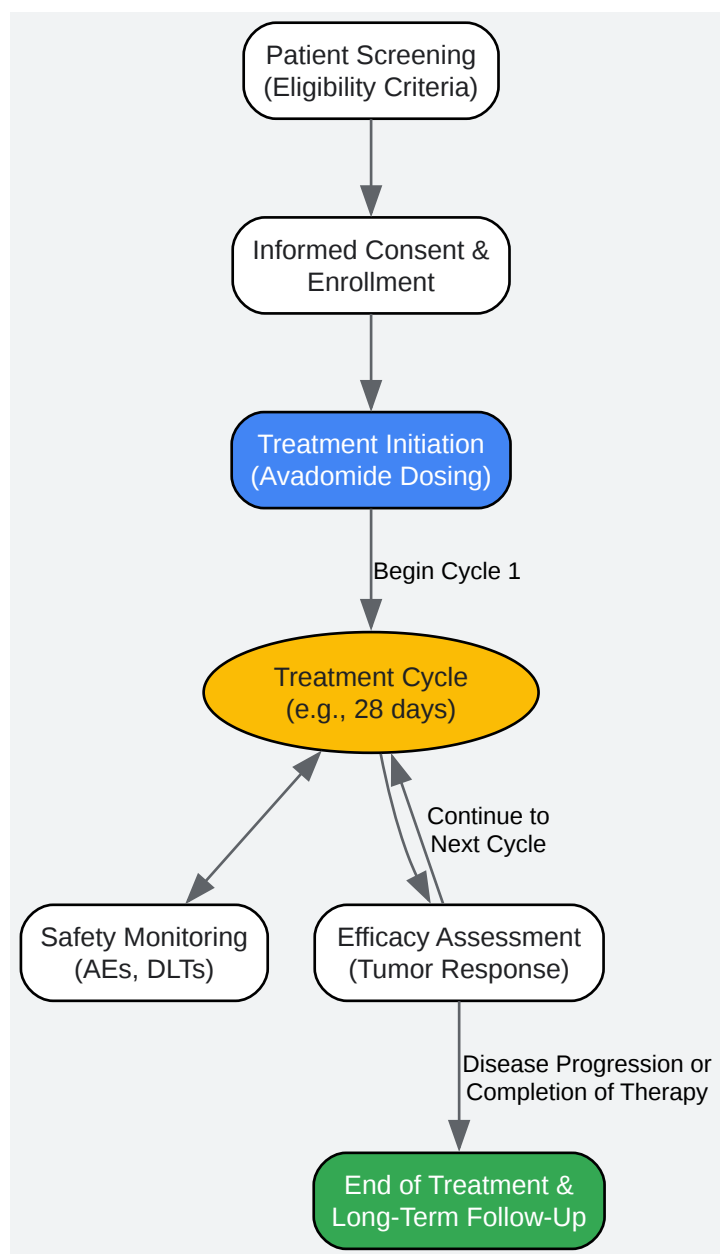 Patient Screening
(Eligibility Criteria)
Informed Consent &
Enrollment
Treatment Initiation
(Avadomide Dosing)
Begin Cycle 1
Treatment Cycle
(e.g., 28 days)
Continue to
Next Cycle
Safety Monitoring
(AEs, DLTs)
Efficacy Assessment
(Tumor Response)
Disease Progression or
Completion of Therapy
End of Treatment &
Long-Term Follow-Up